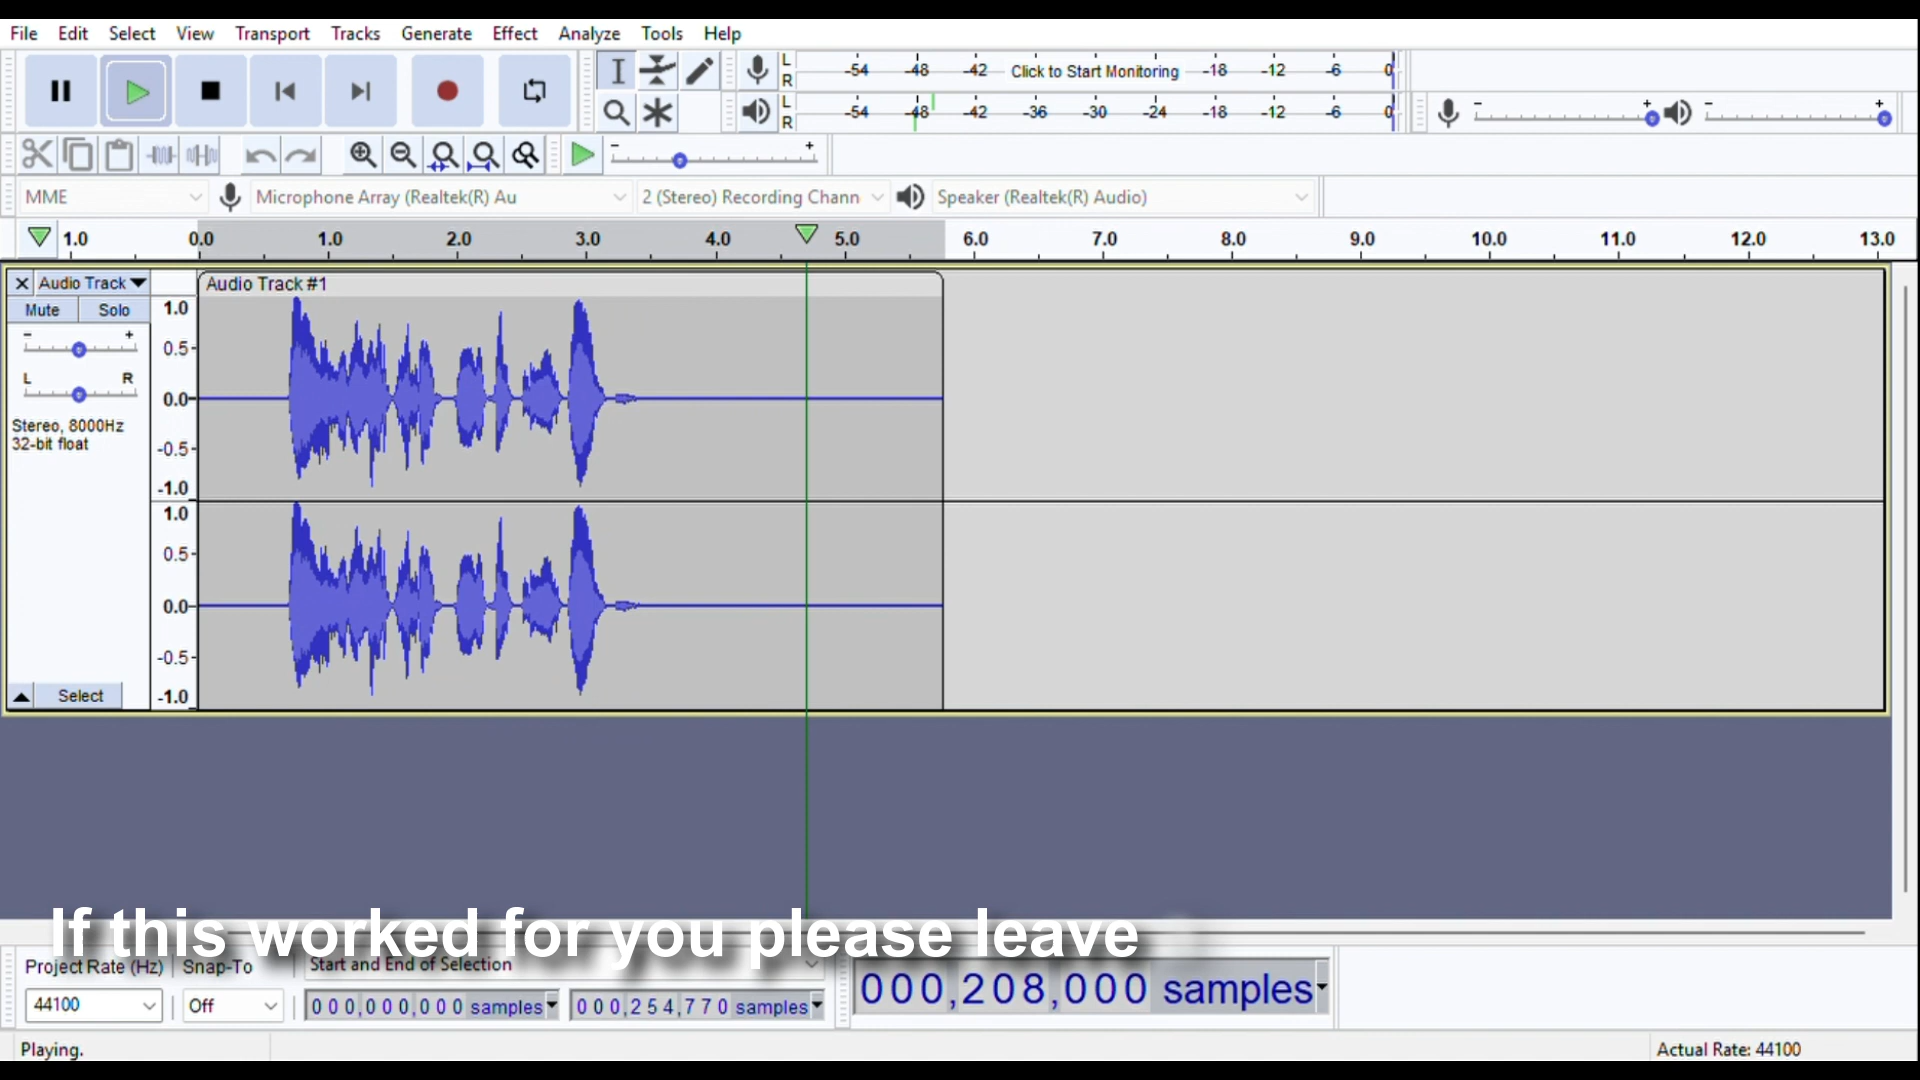 File Edit Select View Transport Tracks Generate Effect Analyze Tools Help
L
R
-54 -48 -42 Click to Start Monitoring -18 -12 -6 0
L
R
-54 -48 -42 -36 -30 -24 -18 -12 -6 0
- + - +
- +
MME Microphone Array (Realtek(R) Au 2 (Stereo) Recording Chann Speaker (Realtek(R) Audio)
1.0 0.0 1.0 2.0 3.0 4.0 5.0 6.0 7.0 8.0 9.0 10.0 11.0 12.0 13.0
Audio Track Audio Track #1
Mute Solo
- +
L R
Stereo, 8000Hz
32-bit float
Select
1.0
0.5
0.0
-0.5
-1.0
1.0
0.5
0.0
-0.5
-1.0
If this worked for you please leave
Project Rate (Hz) Snap-To Start and End of Selection
44100 Off 000,000,000 samples 000,254,770 samples 000,208,000 samples
Playing. Actual Rate: 44100